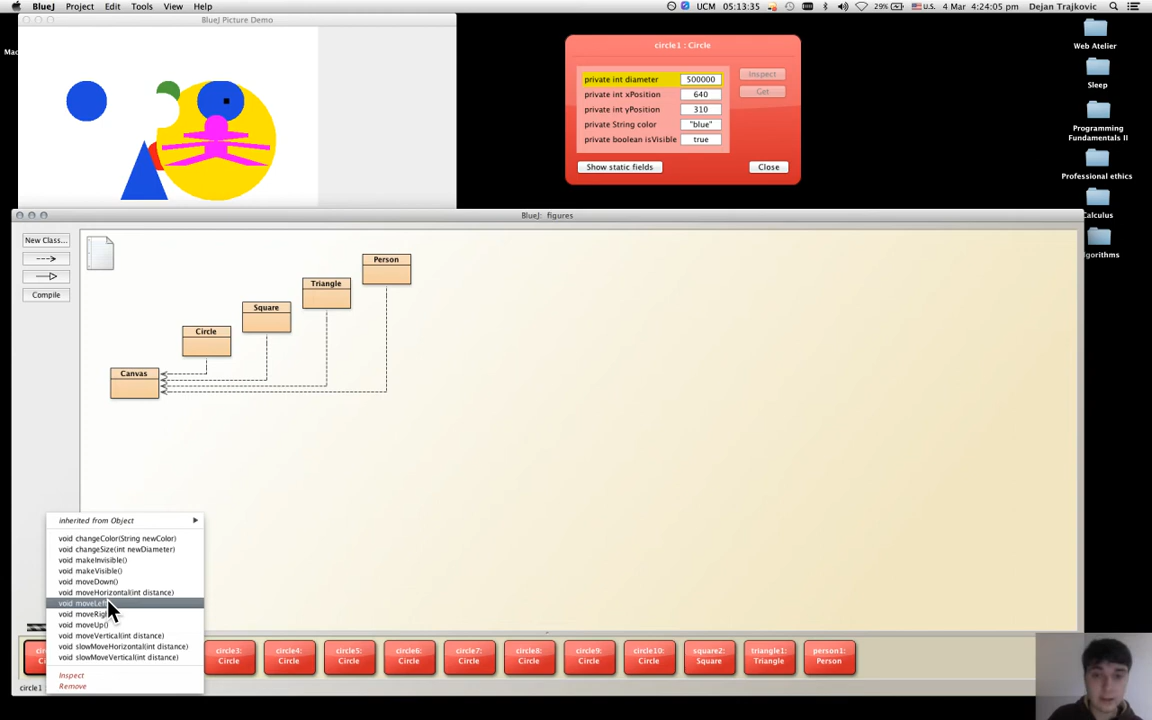 BlueJ Project Edit Tools View Help
UCM 05:13:35 29% U.S. 4 Mar 4:24:05 PM Dejan Trajkovic
BlueJ Picture Demo
circle1 : Circle
private int diameter 500000
private int xPosition 640
private int yPosition 310
private String color "blue"
private boolean isVisible true
Inspect
Get
Show static fields
Close
Web Atelier
Sleep
Programming
Fundamentals II
Professional ethics
Calculus
BlueJ: figures
New Class...
Compile
Person
Triangle
Square
Circle
Canvas
inherited from Object
void changeColor(String newColor)
void changeSize(int newDiameter)
void makeInvisible()
void makeVisible()
void moveDown()
void moveHorizontal(int distance)
void moveUp()
void moveVertical(int distance)
void slowMoveHorizontal(int distance)
void slowMoveVertical(int distance)
Inspect
Remove
circle3:
Circle
circle4:
Circle
circle5:
Circle
circle6:
Circle
circle7:
Circle
circle8:
Circle
circle9:
Circle
circle10:
Circle
square2:
Square
triangle1:
Triangle
person1:
Person
circle1